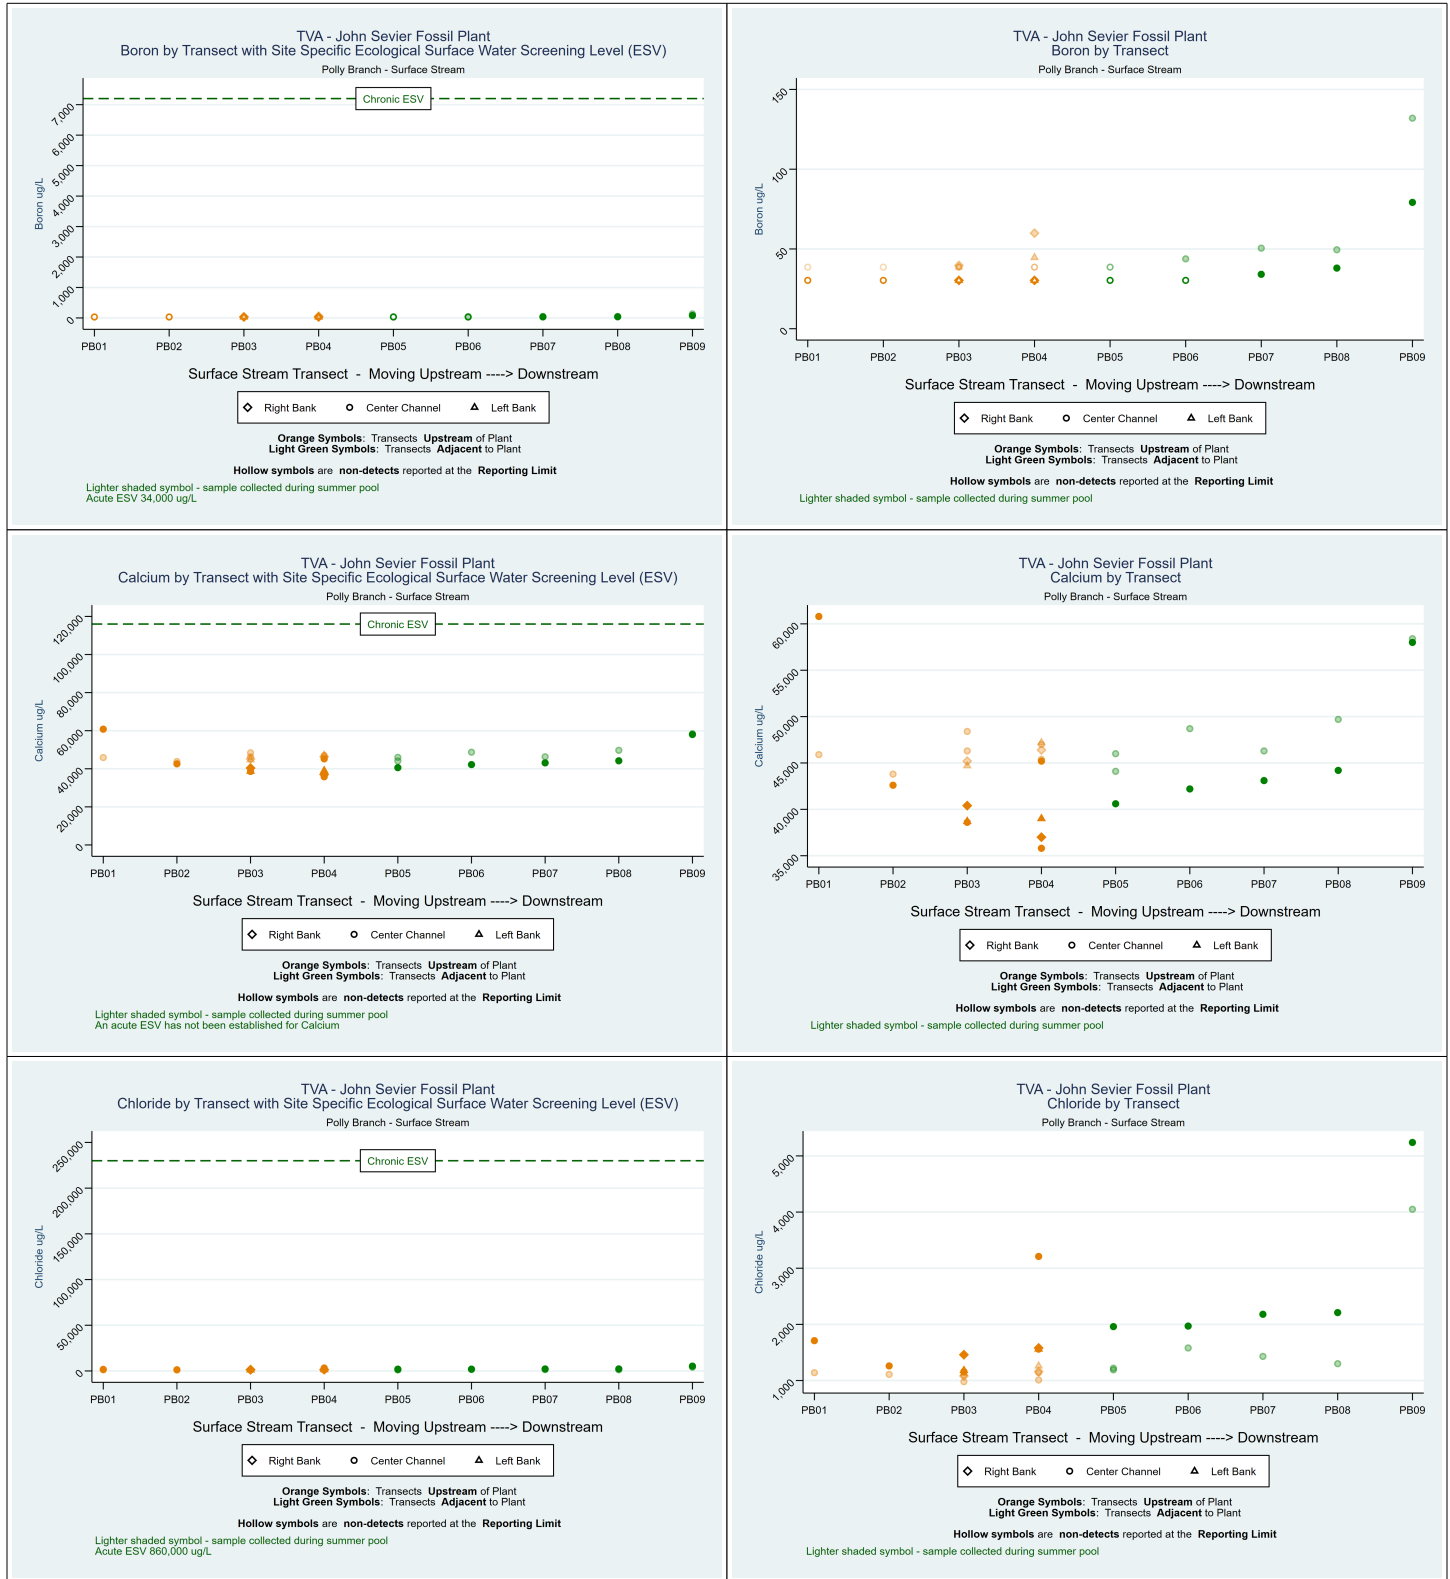 TVA - John Sevier Fossil Plant
Boron by Transect with Site Specific Ecological Surface Water Screening Level (ESV)
Polly Branch - Surface Stream
Chronic ESV
Boron ug/L
7,000
6,000
5,000
4,000
3,000
2,000
1,000
0
PB01 PB02 PB03 PB04 PB05 PB06 PB07 PB08 PB09
Surface Stream Transect - Moving Upstream ----> Downstream
Right Bank Center Channel Left Bank
Orange Symbols: Transects Upstream of Plant
Light Green Symbols: Transects Adjacent to Plant
Hollow symbols are non-detects reported at the Reporting Limit
Lighter shaded symbol - sample collected during summer pool
Acute ESV 34,000 ug/L
TVA - John Sevier Fossil Plant
Boron by Transect
Polly Branch - Surface Stream
Boron ug/L
150
100
50
0
PB01 PB02 PB03 PB04 PB05 PB06 PB07 PB08 PB09
Surface Stream Transect - Moving Upstream ----> Downstream
Right Bank Center Channel Left Bank
Orange Symbols: Transects Upstream of Plant
Light Green Symbols: Transects Adjacent to Plant
Hollow symbols are non-detects reported at the Reporting Limit
Lighter shaded symbol - sample collected during summer pool
TVA - John Sevier Fossil Plant
Calcium by Transect with Site Specific Ecological Surface Water Screening Level (ESV)
Polly Branch - Surface Stream
Chronic ESV
Calcium ug/L
120,000
100,000
80,000
60,000
40,000
20,000
0
PB01 PB02 PB03 PB04 PB05 PB06 PB07 PB08 PB09
Surface Stream Transect - Moving Upstream ----> Downstream
Right Bank Center Channel Left Bank
Orange Symbols: Transects Upstream of Plant
Light Green Symbols: Transects Adjacent to Plant
Hollow symbols are non-detects reported at the Reporting Limit
Lighter shaded symbol - sample collected during summer pool
An acute ESV has not been established for Calcium
TVA - John Sevier Fossil Plant
Calcium by Transect
Polly Branch - Surface Stream
Calcium ug/L
60,000
55,000
50,000
45,000
40,000
35,000
PB01 PB02 PB03 PB04 PB05 PB06 PB07 PB08 PB09
Surface Stream Transect - Moving Upstream ----> Downstream
Right Bank Center Channel Left Bank
Orange Symbols: Transects Upstream of Plant
Light Green Symbols: Transects Adjacent to Plant
Hollow symbols are non-detects reported at the Reporting Limit
Lighter shaded symbol - sample collected during summer pool
TVA - John Sevier Fossil Plant
Chloride by Transect with Site Specific Ecological Surface Water Screening Level (ESV)
Polly Branch - Surface Stream
Chronic ESV
Chloride ug/L
250,000
200,000
150,000
100,000
50,000
0
PB01 PB02 PB03 PB04 PB05 PB06 PB07 PB08 PB09
Surface Stream Transect - Moving Upstream ----> Downstream
Right Bank Center Channel Left Bank
Orange Symbols: Transects Upstream of Plant
Light Green Symbols: Transects Adjacent to Plant
Hollow symbols are non-detects reported at the Reporting Limit
Lighter shaded symbol - sample collected during summer pool
Acute ESV 860,000 ug/L
TVA - John Sevier Fossil Plant
Chloride by Transect
Polly Branch - Surface Stream
Chloride ug/L
5,000
4,000
3,000
2,000
1,000
PB01 PB02 PB03 PB04 PB05 PB06 PB07 PB08 PB09
Surface Stream Transect - Moving Upstream ----> Downstream
Right Bank Center Channel Left Bank
Orange Symbols: Transects Upstream of Plant
Light Green Symbols: Transects Adjacent to Plant
Hollow symbols are non-detects reported at the Reporting Limit
Lighter shaded symbol - sample collected during summer pool